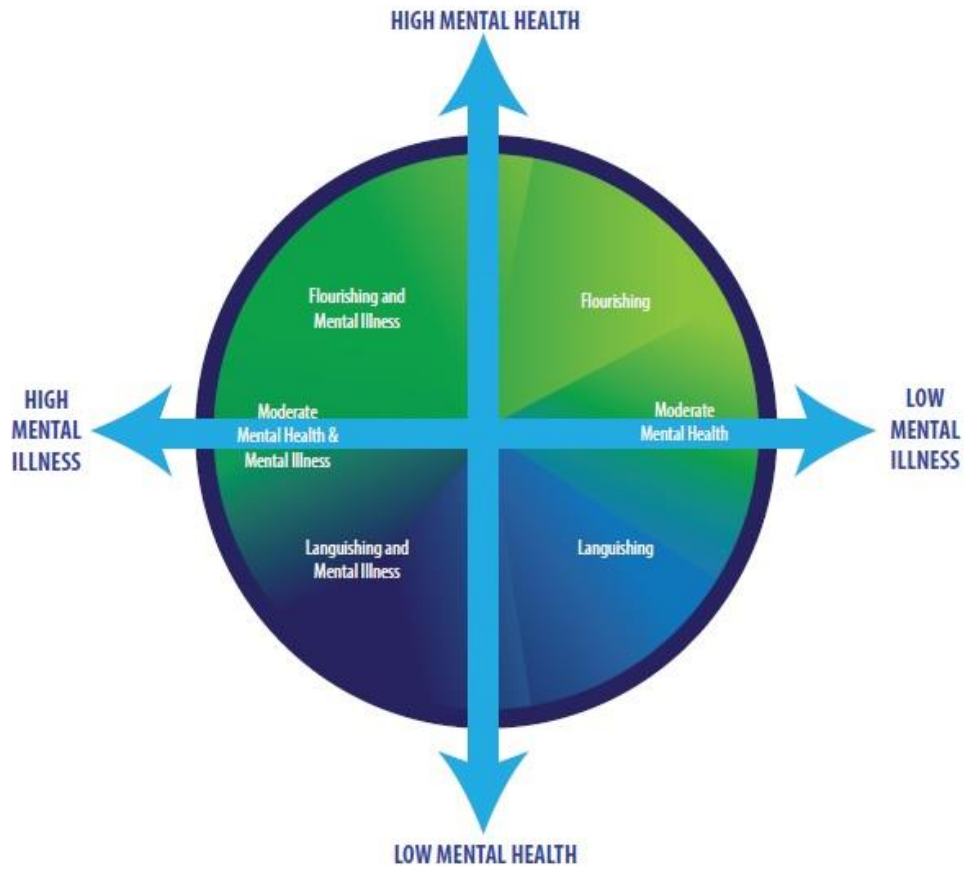 HIGH MENTAL HEALTH
Flourishing and
Mental Illness
Flourishing
HIGH
MENTAL
ILLNESS
Moderate
Mental Health &
Mental Illness
Moderate
Mental Health
LOW
MENTAL
ILLNESS
Languishing and
Mental Illness
Languishing
LOW MENTAL HEALTH